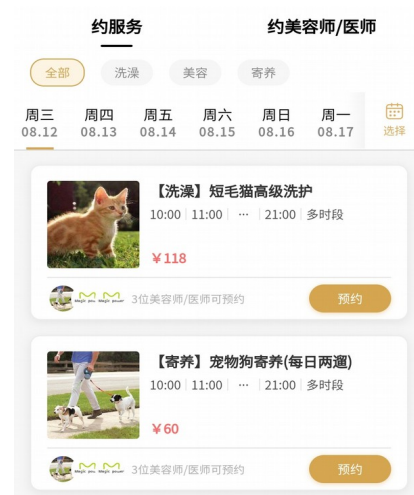 约服务 约美容师/医师
全部 洗澡 美容 寄养
周三 周四 周五 周六 周日 周一
08.12 08.13 08.14 08.15 08.16 08.17 选择
【洗澡】短毛猫高级洗护
10:00 11:00 ··· 21:00 多时段
￥118
3位美容师/医师可预约 预约
【寄养】宠物狗寄养(每日两遛)
10:00 11:00 ··· 21:00 多时段
￥60
3位美容师/医师可预约 预约